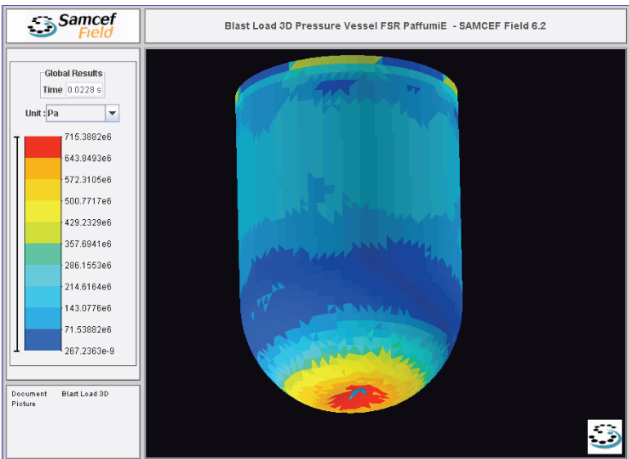 Samcef
Field
Blast Load 3D Pressure Vessel FSR PaffumiE - SAMCEF Field 6.2
Global Results
Time 0.0228 s
Unit : Pa
715.3882e6
643.8493e6
572.3105e6
500.7717e6
429.2329e6
357.6941e6
286.1553e6
214.6164e6
143.0776e6
71.53882e6
267.2363e-9
Document Blast Load 3D
Picture